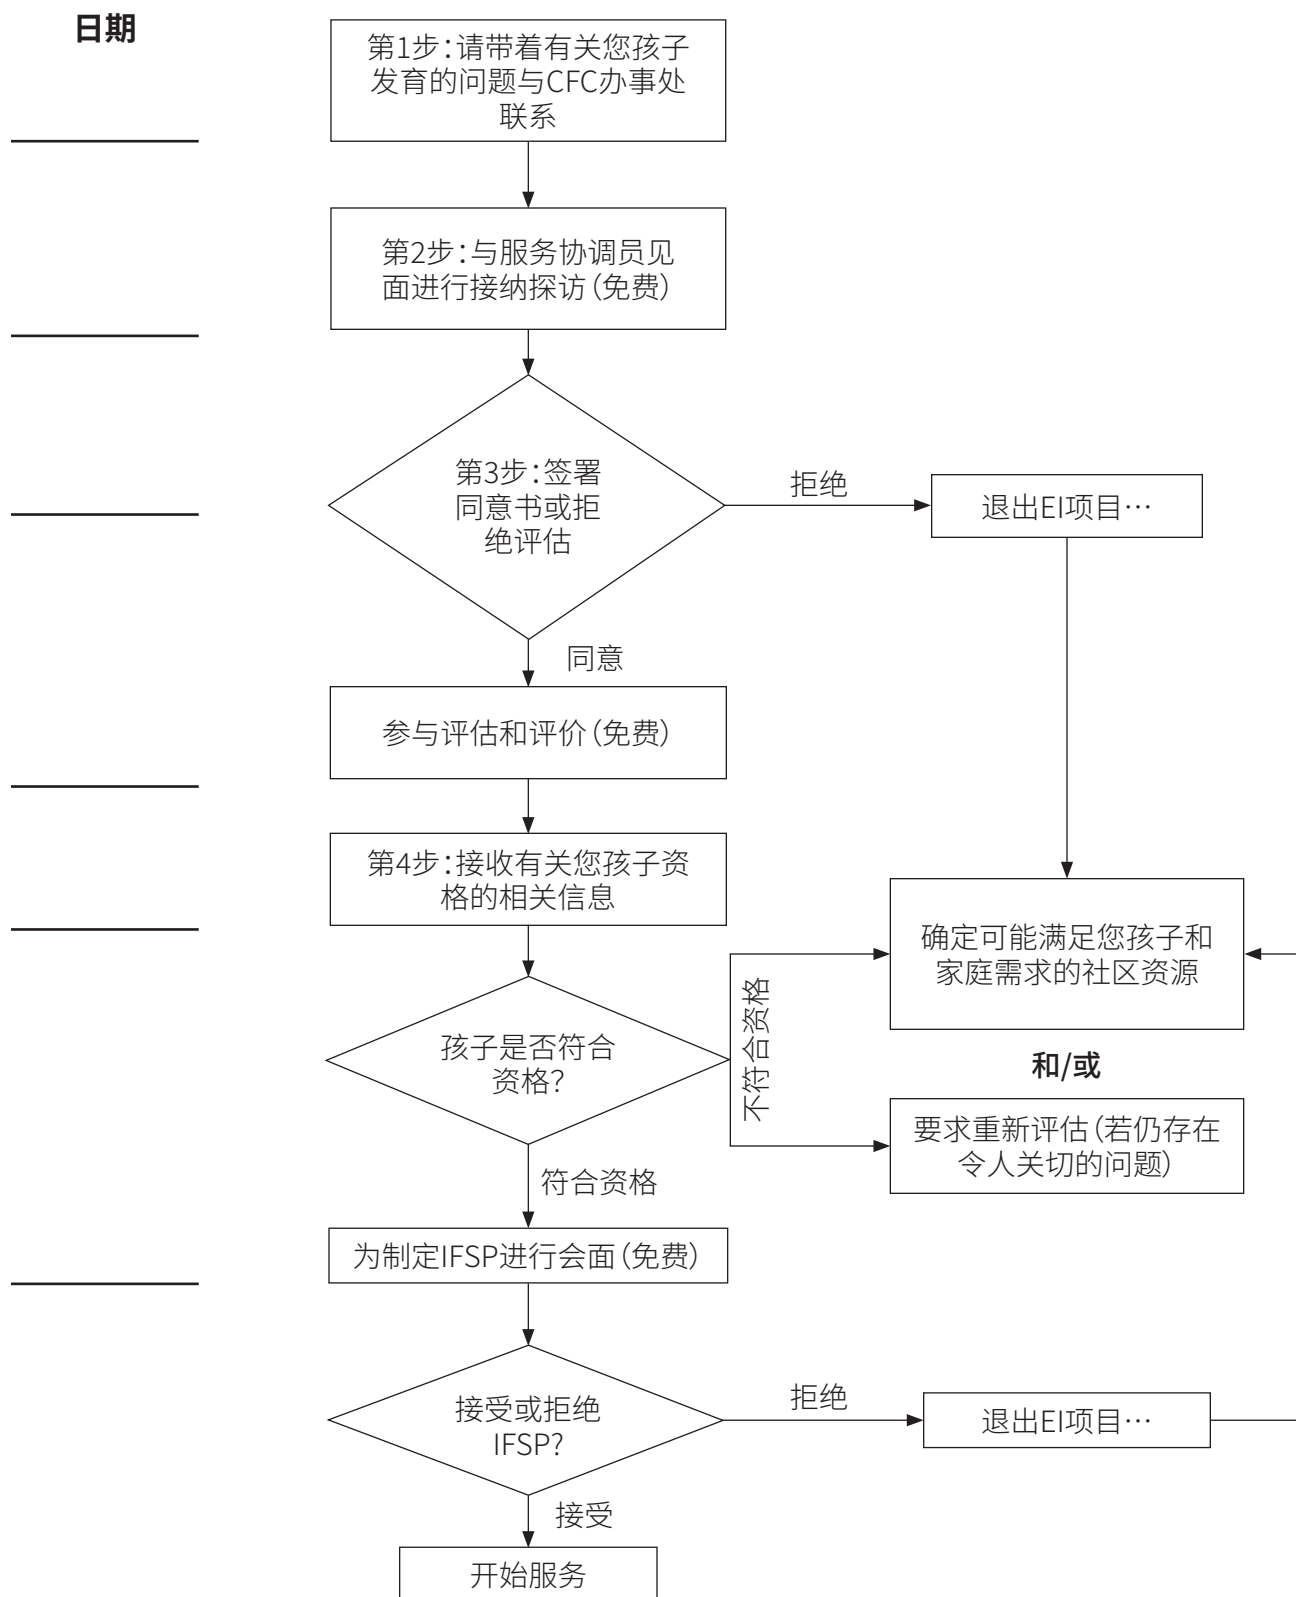 日期
第1步：请带着有关您孩子
发育的问题与CFC办事处
联系
第2步：与服务协调员见
面进行接纳探访（免费）
第3步：签署
同意书或拒
绝评估
拒绝
退出EI项目…
同意
参与评估和评价（免费）
第4步：接收有关您孩子资
格的相关信息
确定可能满足您孩子和
家庭需求的社区资源
孩子是否符合
资格？
不符合资格
和/或
要求重新评估（若仍存在
令人关切的问题）
符合资格
为制定IFSP进行会面（免费）
接受或拒绝
IFSP?
拒绝
退出EI项目…
接受
开始服务